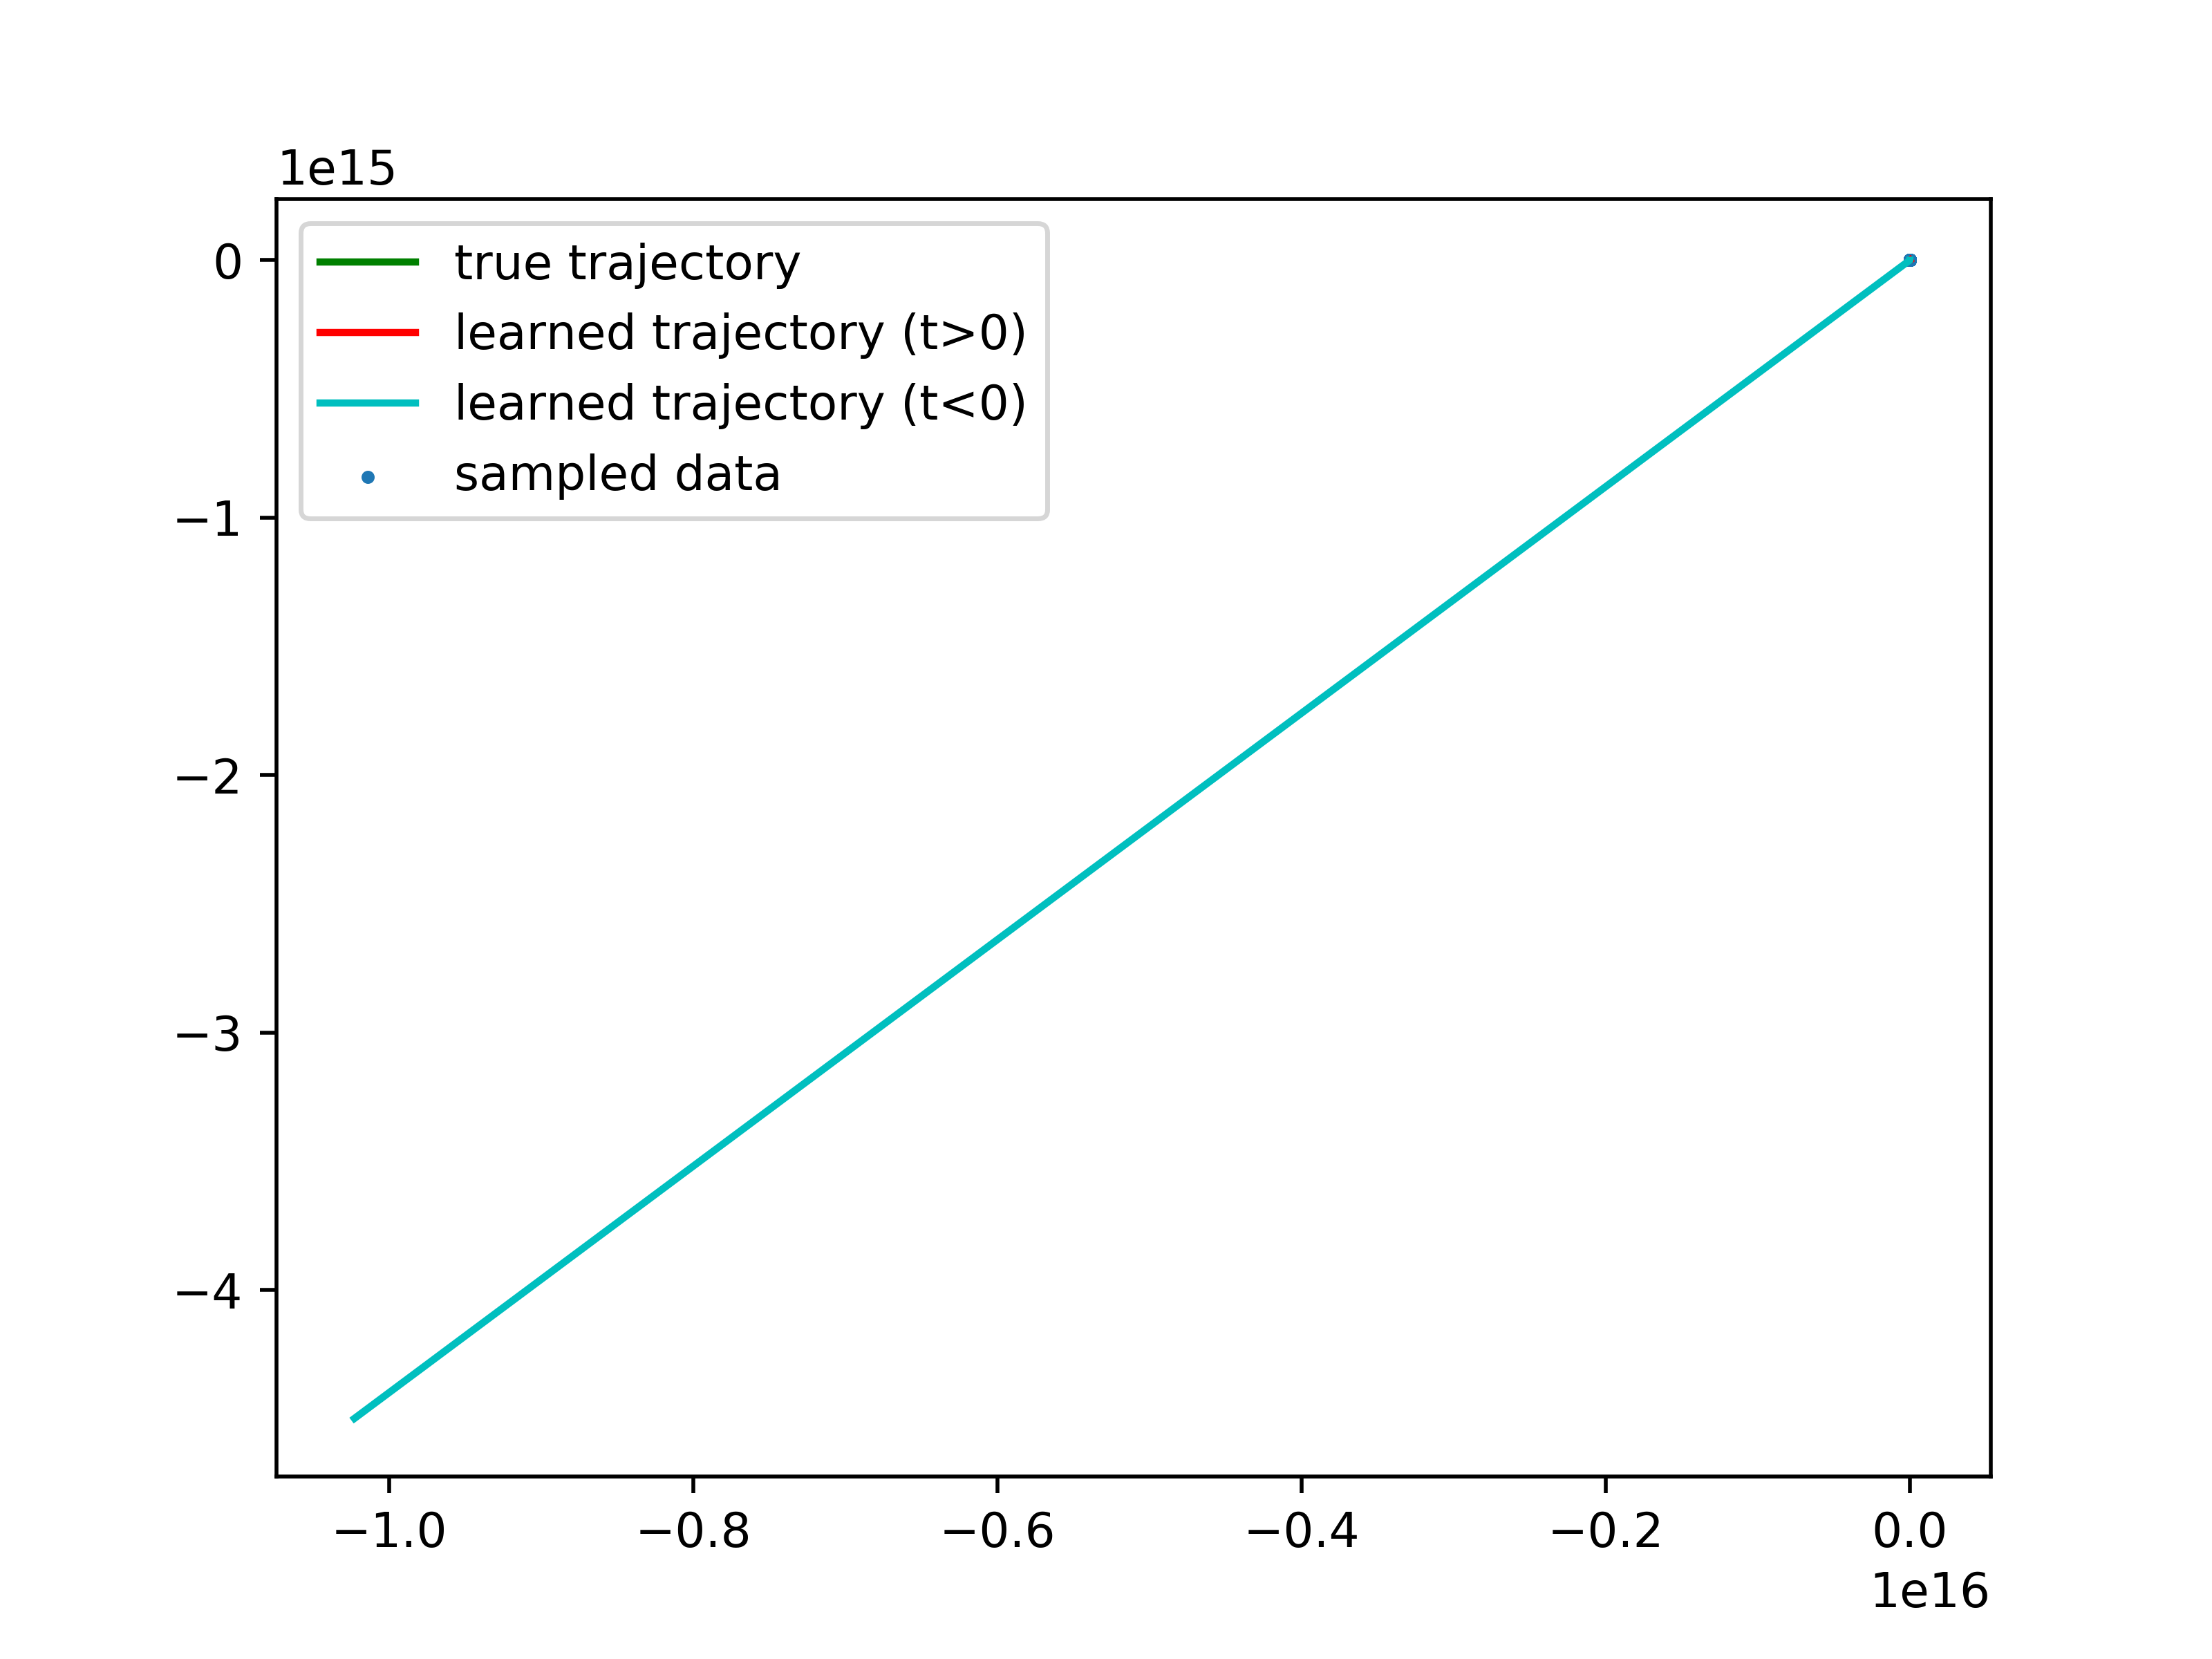 1e15
0
true trajectory
learned trajectory (t>0)
learned trajectory (t<0)
sampled data
−1
−2
−3
−4
−1.0 −0.8 −0.6 −0.4 −0.2 0.0
1e16